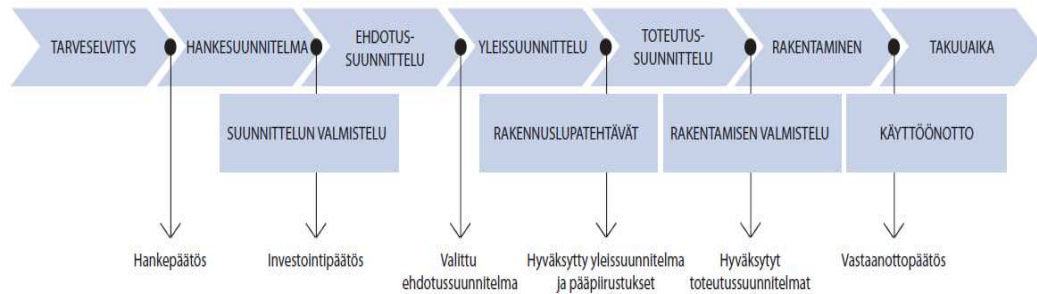 TARVESELVITYS
HANKESUUNNITELMA
EHDOTUS-
SUUNNITTELU
YLEISSUUNNITTELU
TOTEUTUS-
SUUNNITTELU
RAKENTAMINEN
TAKUUAIKA
SUUNNITTELUN VALMISTELU
RAKENNUSLUPATEHTÄVÄT
RAKENTAMISEN VALMISTELU
KÄYTTÖÖNOTTO
Hankepäätös
Investointipäätös
Valittu
ehdotussuunnitelma
Hyväksytty yleissuunnitelma
ja pääpiirustukset
Hyväksytyt
toteutussuunnitelmat
Vastaanottopäätös